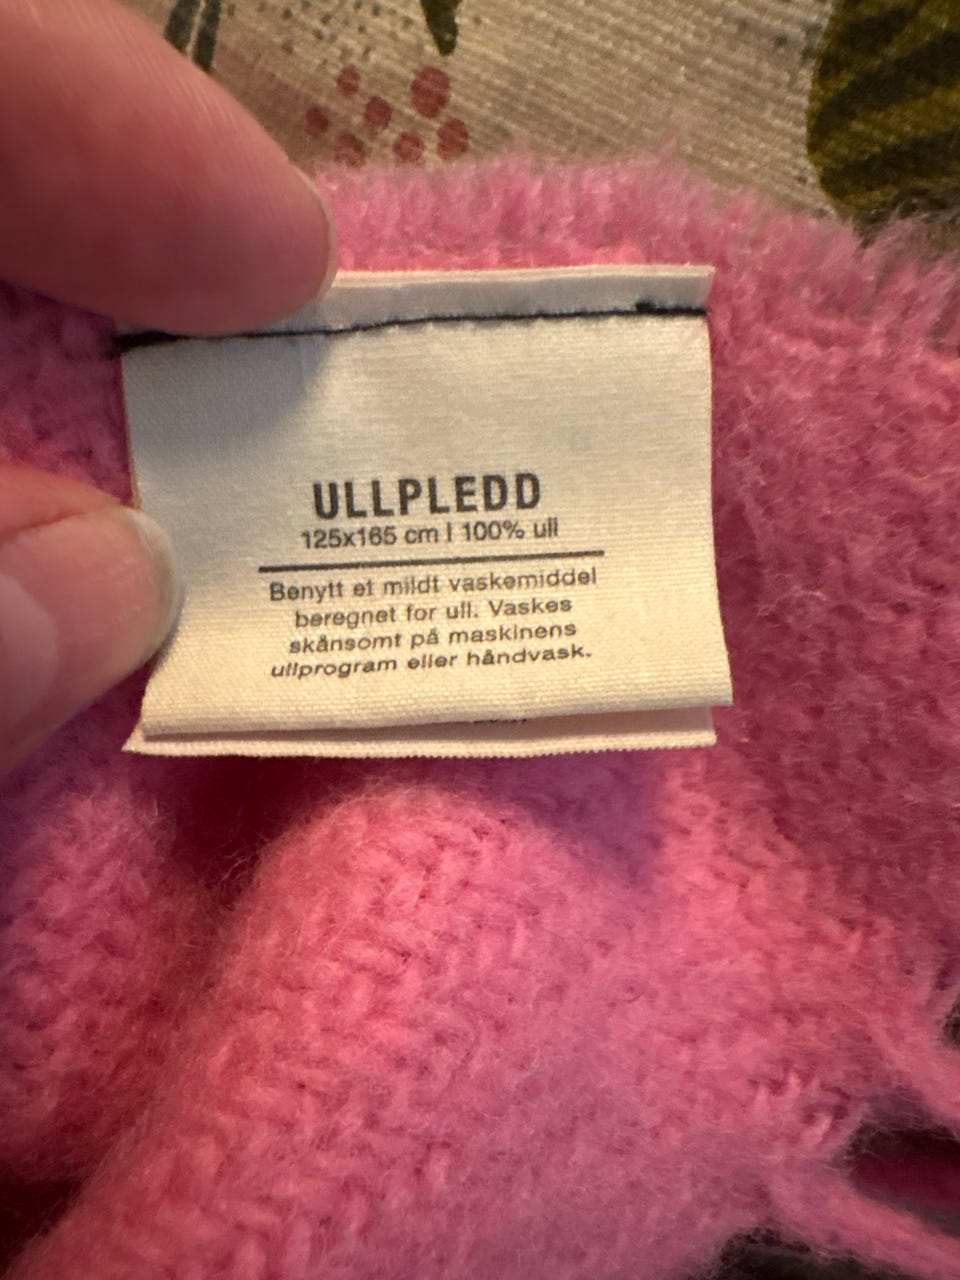 ULLPLEDD
125x165 cm | 100% ull
Benytt et mildt vaskemiddel
beregnet for ull. Vaskes
skånsomt på maskinens
ullprogram eller håndvask.